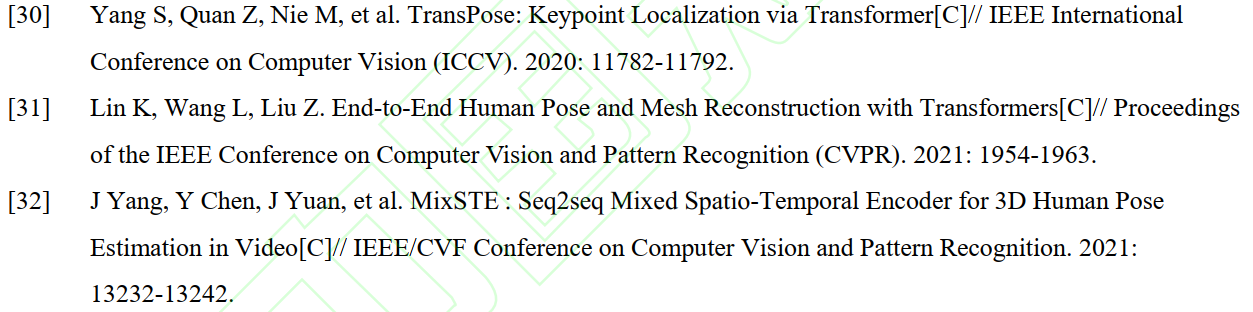 [30] Yang S, Quan Z, Nie M, et al. TransPose: Keypoint Localization via Transformer[C]// IEEE International
Conference on Computer Vision (ICCV). 2020: 11782-11792.
[31] Lin K, Wang L, Liu Z. End-to-End Human Pose and Mesh Reconstruction with Transformers[C]// Proceedings
of the IEEE Conference on Computer Vision and Pattern Recognition (CVPR). 2021: 1954-1963.
[32] J Yang, Y Chen, J Yuan, et al. MixSTE : Seq2seq Mixed Spatio-Temporal Encoder for 3D Human Pose
Estimation in Video[C]// IEEE/CVF Conference on Computer Vision and Pattern Recognition. 2021:
13232-13242.